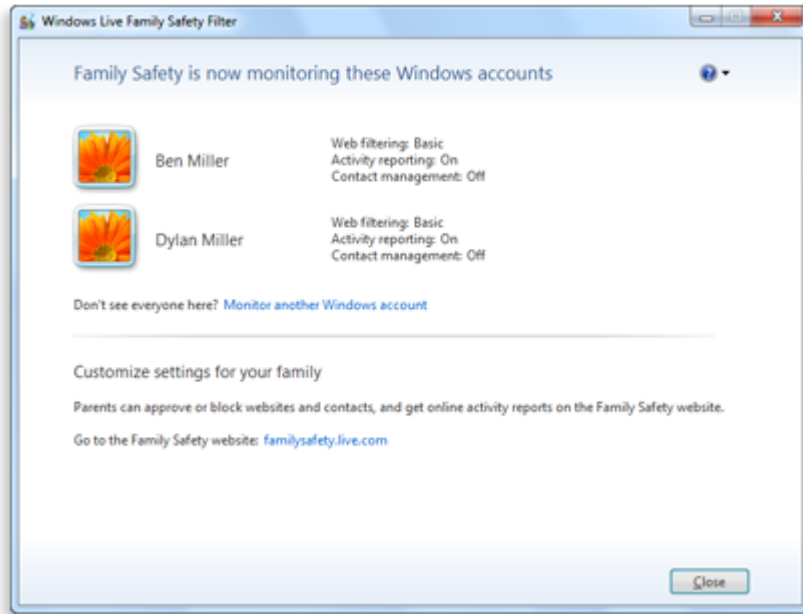 Windows Live Family Safety Filter
Family Safety is now monitoring these Windows accounts
Ben Miller
Web filtering: Basic
Activity reporting: On
Contact management: Off
Dylan Miller
Web filtering: Basic
Activity reporting: On
Contact management: Off
Don't see everyone here? Monitor another Windows account
Customize settings for your family
Parents can approve or block websites and contacts, and get online activity reports on the Family Safety website.
Go to the Family Safety website: familysafety.live.com
Close